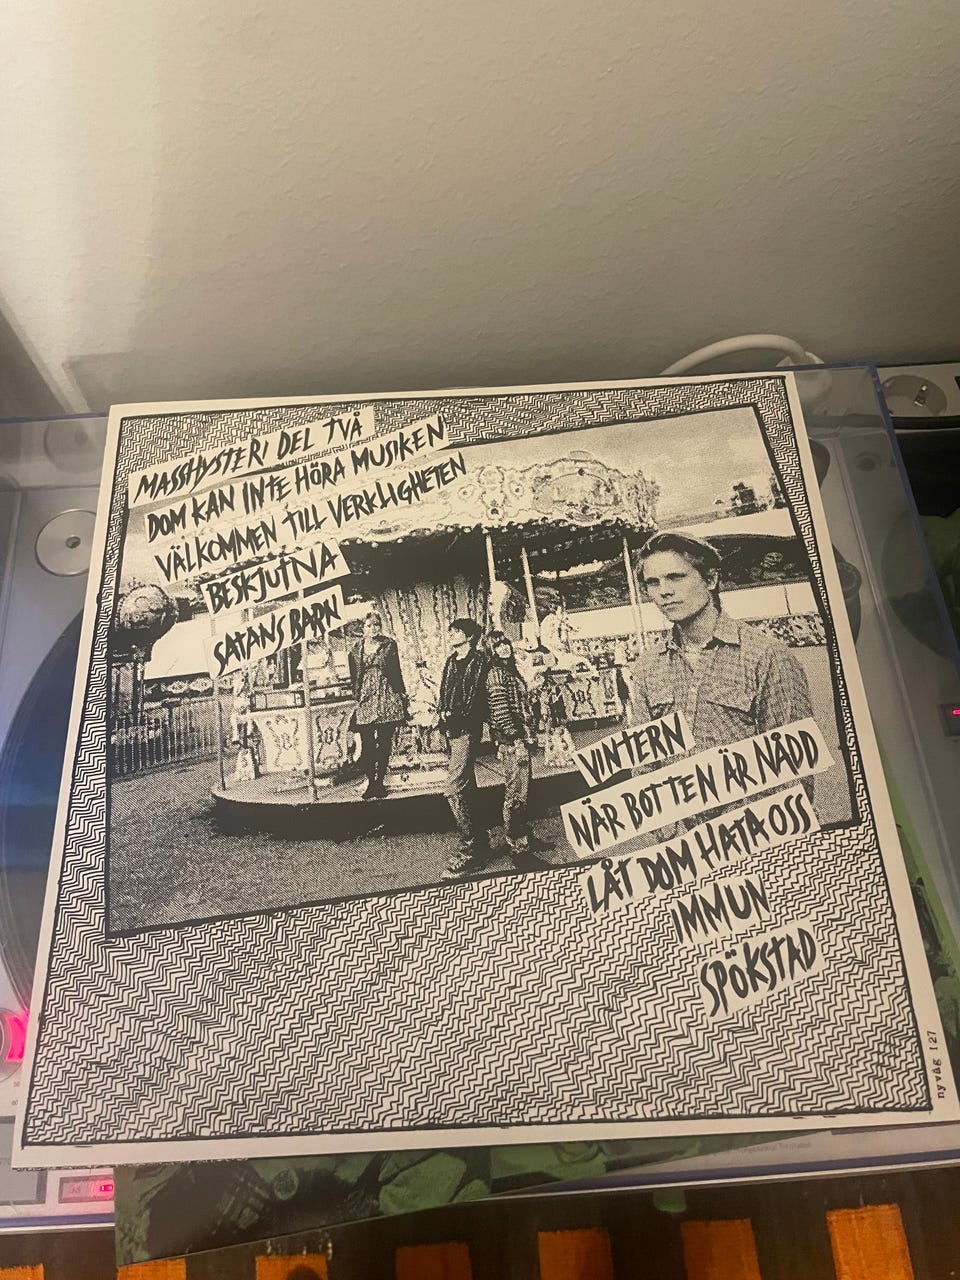 MASSHYSTERI DEL TVÅ
DOM KAN INTE HÖRA MUSIKEN
VÄLKOMMEN TILL VERKLIGHETEN
BESKJUTNA
SATANS BARN
VINTERN
NÄR BOTTEN ÄR NÅDD
LÅT DOM HATA OSS
IMMUN
SPÖKSTAD
nyväg 127